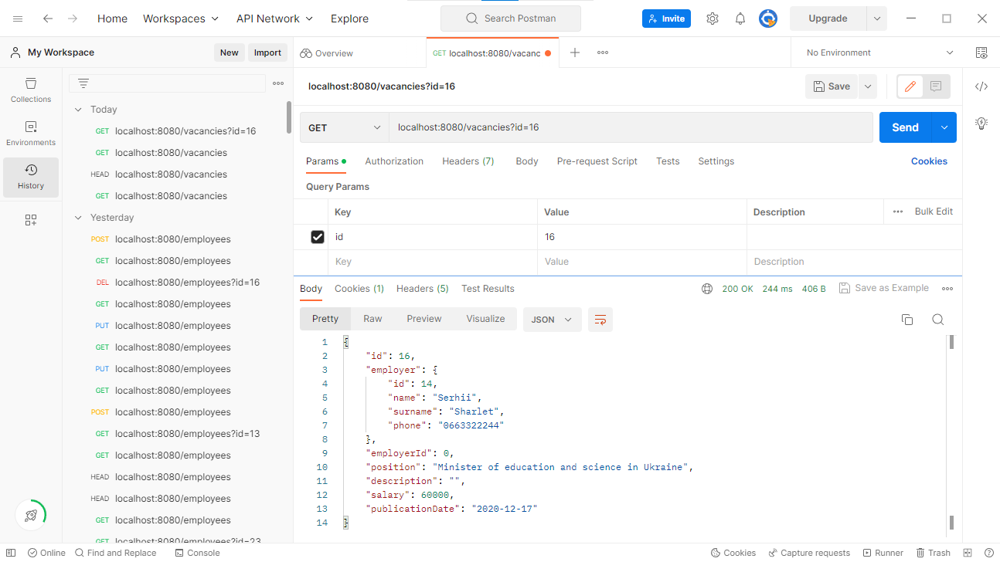 Home Workspaces API Network Explore Search Postman Invite Upgrade
My Workspace New Import Overview GET localhost:8080/vacanc No Environment
Collections
Environments
History
Today
GET localhost:8080/vacancies?id=16
GET localhost:8080/vacancies
HEAD localhost:8080/vacancies
GET localhost:8080/vacancies
Yesterday
POST localhost:8080/employees
GET localhost:8080/employees
DEL localhost:8080/employees?id=16
GET localhost:8080/employees
PUT localhost:8080/employees
GET localhost:8080/employees
PUT localhost:8080/employees
GET localhost:8080/employees
POST localhost:8080/employees
GET localhost:8080/employees?id=13
GET localhost:8080/employees
HEAD localhost:8080/employees
HEAD localhost:8080/employees
GET localhost:8080/employees
GET localhost:8080/employees?id=23
localhost:8080/vacancies?id=16 Save
GET localhost:8080/vacancies?id=16 Send
Params Authorization Headers (7) Body Pre-request Script Tests Settings Cookies
Query Params
Key Value Description Bulk Edit
id 16
Key Value Description
Body Cookies (1) Headers (5) Test Results 200 OK 244 ms 406 B Save as Example
Pretty Raw Preview Visualize JSON
1 {
2 "id": 16,
3 "employer": {
4 "id": 14,
5 "name": "Serhii",
6 "surname": "Sharlet",
7 "phone": "0663322244"
8 },
9 "employerId": 0,
10 "position": "Minister of education and science in Ukraine",
11 "description": "",
12 "salary": 60000,
13 "publicationDate": "2020-12-17"
14 }
Online Find and Replace Console Cookies Capture requests Runner Trash